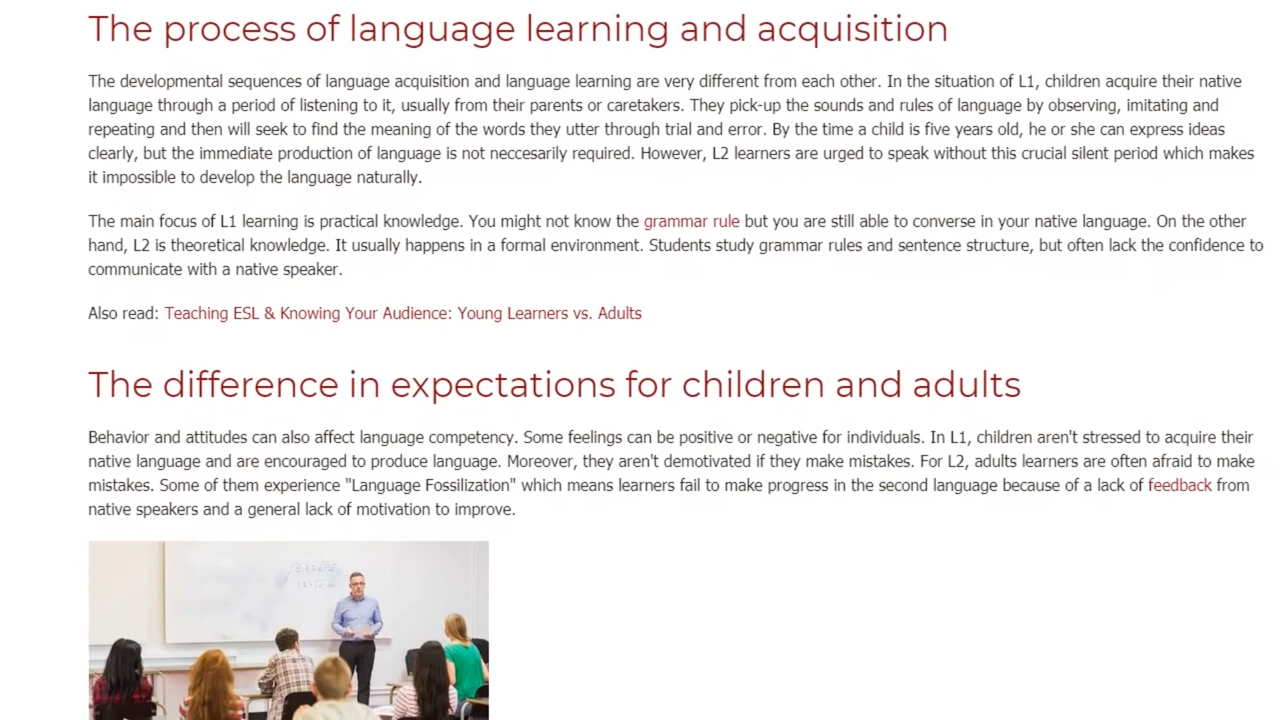 The process of language learning and acquisition
The developmental sequences of language acquisition and language learning are very different from each other. In the situation of L1, children acquire their native
language through a period of listening to it, usually from their parents or caretakers. They pick-up the sounds and rules of language by observing, imitating and
repeating and then will seek to find the meaning of the words they utter through trial and error. By the time a child is five years old, he or she can express ideas
clearly, but the immediate production of language is not neccesarily required. However, L2 learners are urged to speak without this crucial silent period which makes
it impossible to develop the language naturally.
The main focus of L1 learning is practical knowledge. You might not know the grammar rule but you are still able to converse in your native language. On the other
hand, L2 is theoretical knowledge. It usually happens in a formal environment. Students study grammar rules and sentence structure, but often lack the confidence to
communicate with a native speaker.
Also read: Teaching ESL & Knowing Your Audience: Young Learners vs. Adults
The difference in expectations for children and adults
Behavior and attitudes can also affect language competency. Some feelings can be positive or negative for individuals. In L1, children aren't stressed to acquire their
native language and are encouraged to produce language. Moreover, they aren't demotivated if they make mistakes. For L2, adults learners are often afraid to make
mistakes. Some of them experience "Language Fossilization" which means learners fail to make progress in the second language because of a lack of feedback from
native speakers and a general lack of motivation to improve.